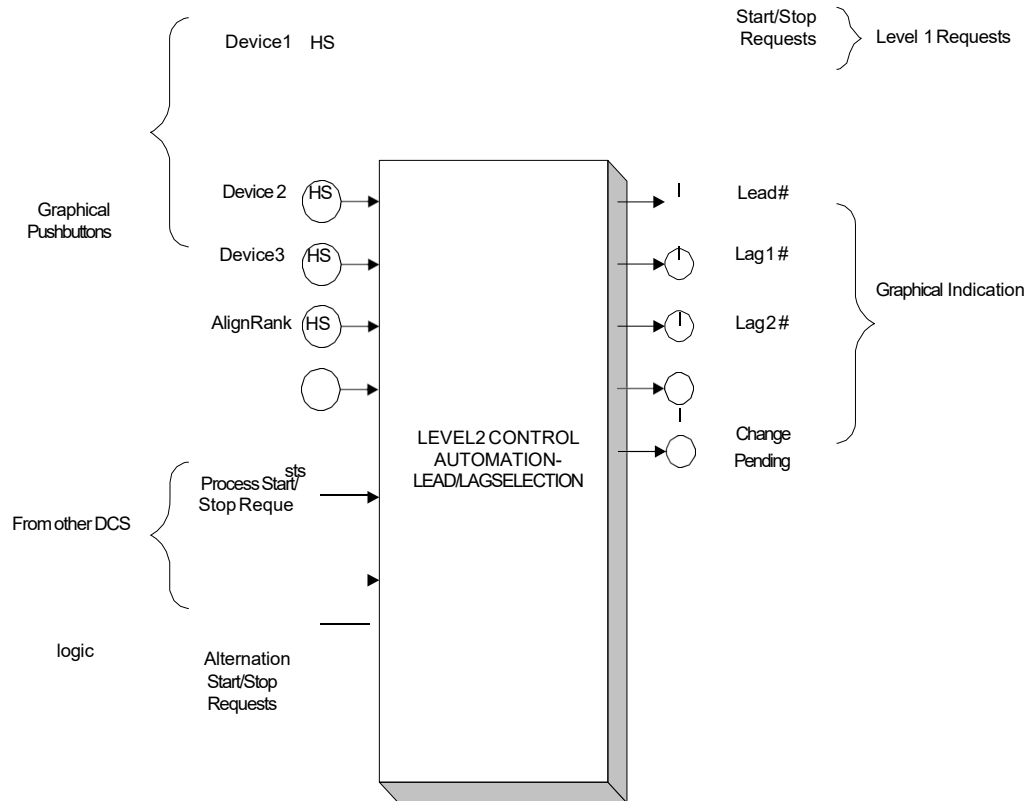 Start/Stop
Requests
Level 1 Requests
Device1 HS
Device 2 HS
Lead#
Graphical
Pushbuttons
Device3 HS
Lag1 #
Graphical Indication
AlignRank HS
Lag2 #
LEVEL2 CONTROL
AUTOMATION-
LEAD/LAGSELECTION
Change
Pending
sts
Process Start/
Stop Reque
From other DCS
logic
Alternation
Start/Stop
Requests